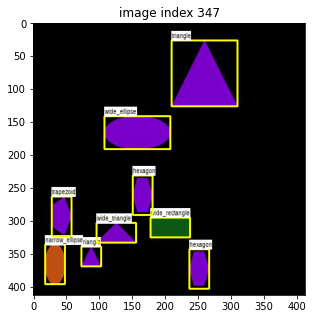 image index 347
0
50
100
150
200
250
300
350
400
0
50
100
150
200
250
300
350
400
triangle
wide_ellipse
hexagon
trapezoid
wide_rectangle
wide_triangle
narrow_ellipse
triangle
hexagon